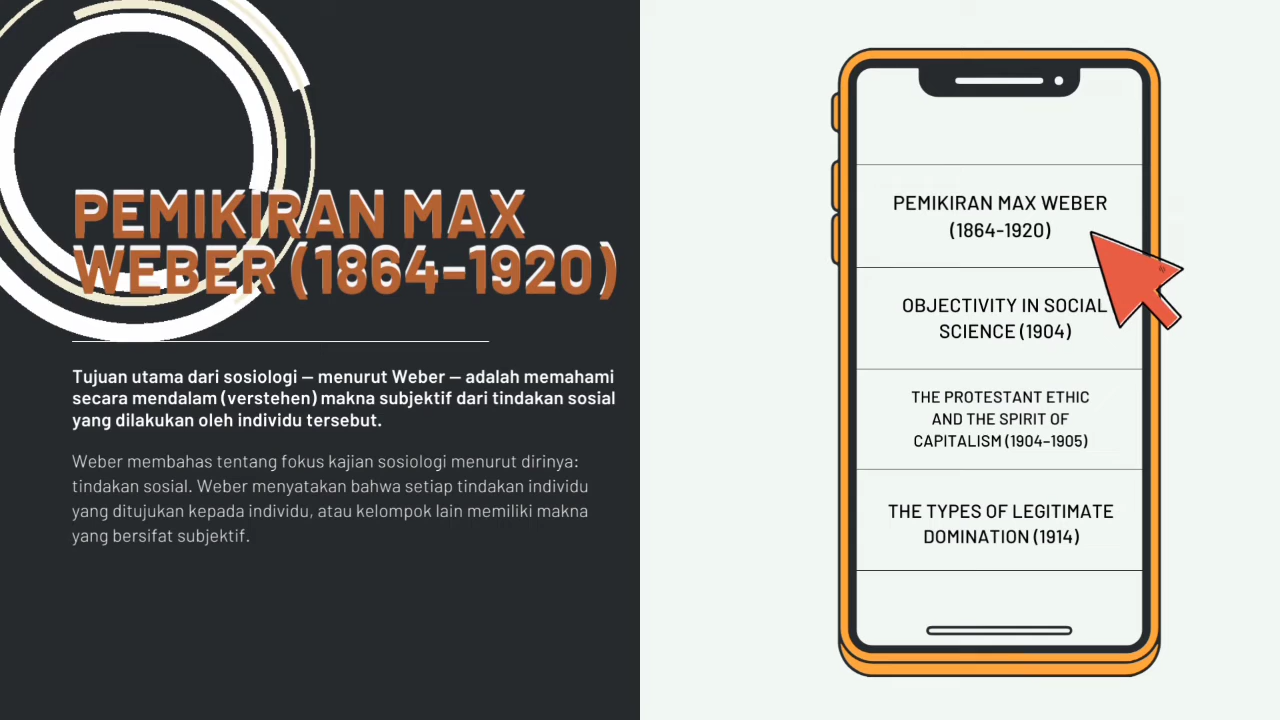 PEMIKIRAN MAX
WEBER (1864-1920)
Tujuan utama dari sosiologi — menurut Weber — adalah memahami
secara mendalam (verstehen) makna subjektif dari tindakan sosial
yang dilakukan oleh individu tersebut.
Weber membahas tentang fokus kajian sosiologi menurut dirinya:
tindakan sosial. Weber menyatakan bahwa setiap tindakan individu
yang ditujukan kepada individu, atau kelompok lain memiliki makna
yang bersifat subjektif.
PEMIKIRAN MAX WEBER
(1864-1920)
OBJECTIVITY IN SOCIAL
SCIENCE (1904)
THE PROTESTANT ETHIC
AND THE SPIRIT OF
CAPITALISM (1904-1905)
THE TYPES OF LEGITIMATE
DOMINATION (1914)